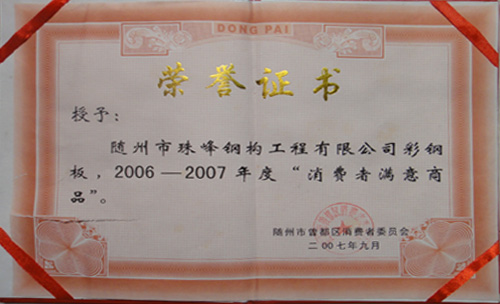 DONG PAI
荣誉证书
授予：
随州市珠峰钢构工程有限公司彩钢
板，2006—2007年度“消费者满意商
品”。
随州市曾都区消费者委员会
二00七年九月